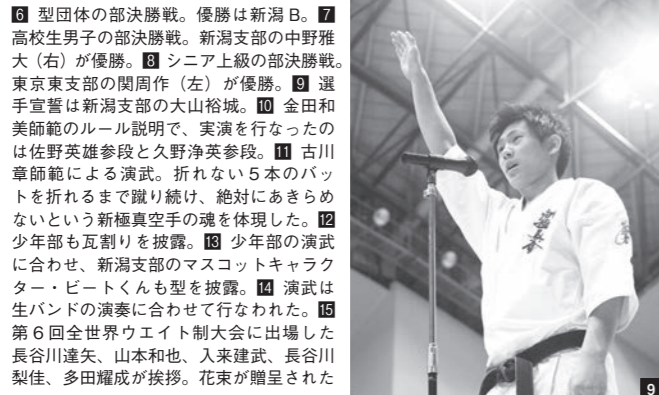 6 型団体の部決勝戦。優勝は新潟B。7
高校生男子の部決勝戦。新潟支部の中野雅
大（右）が優勝。8 シニア上級の部決勝戦。
東京東支部の関周作（左）が優勝。9 選
手宣誓は新潟支部の大山裕城。10 金田和
美師範のルール説明で、実演を行なったの
は佐野英雄参段と久野浄英参段。11 古川
章師範による演武。折れない5本のバッ
トを折れるまで蹴り続け、絶対にあきらめ
ないという新極真空手の魂を体現した。12
少年部も瓦割りを披露。13 少年部の演武
に合わせ、新潟支部のマスコットキャラク
ター・ビートくんも型を披露。14 演武は
生バンドの演奏に合わせて行なわれた。15
第6回全世界ウエイト制大会に出場した
長谷川達矢、山本和也、入来建武、長谷川
梨佳、多田耀成が挨拶。花束が贈呈された
9